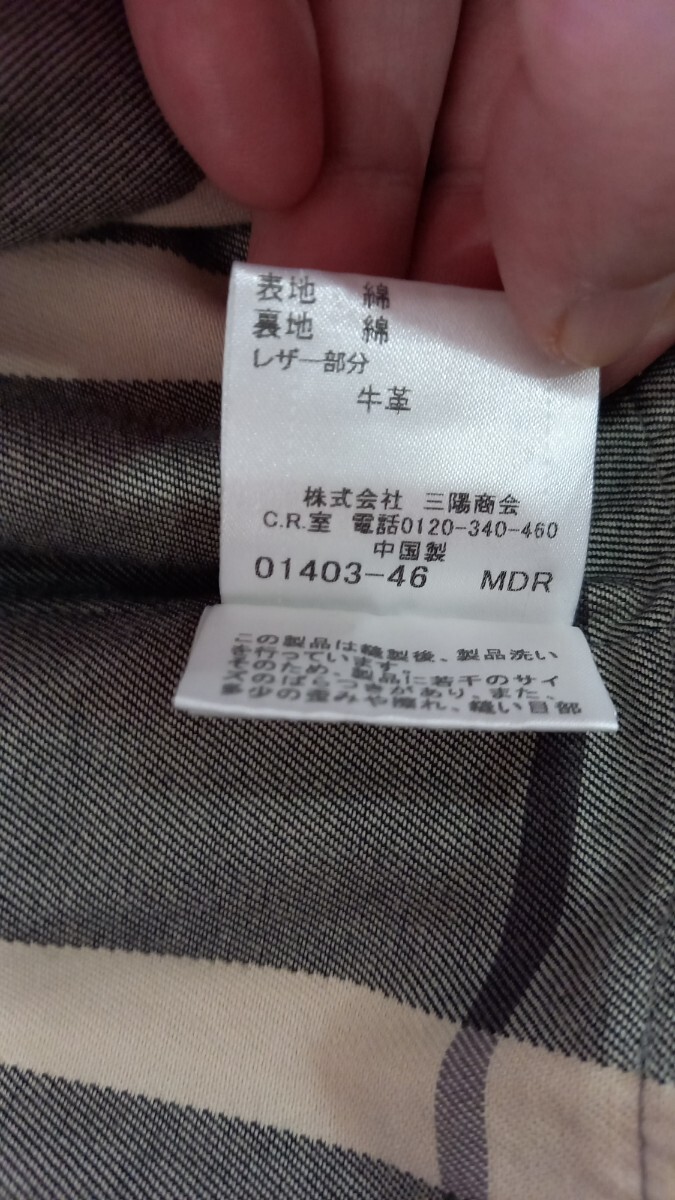 表地 綿
裏地 綿
レザー部分
牛革
株式会社 三陽商会
C.R.室 電話0120-340-460
中国製
01403-46 MDR
この製品は縫製後、製品洗い
を行っています。
そのため、製品に若干のサイ
ズのばらつきがあり、また、
多少の歪みや擦れ、縫い目部